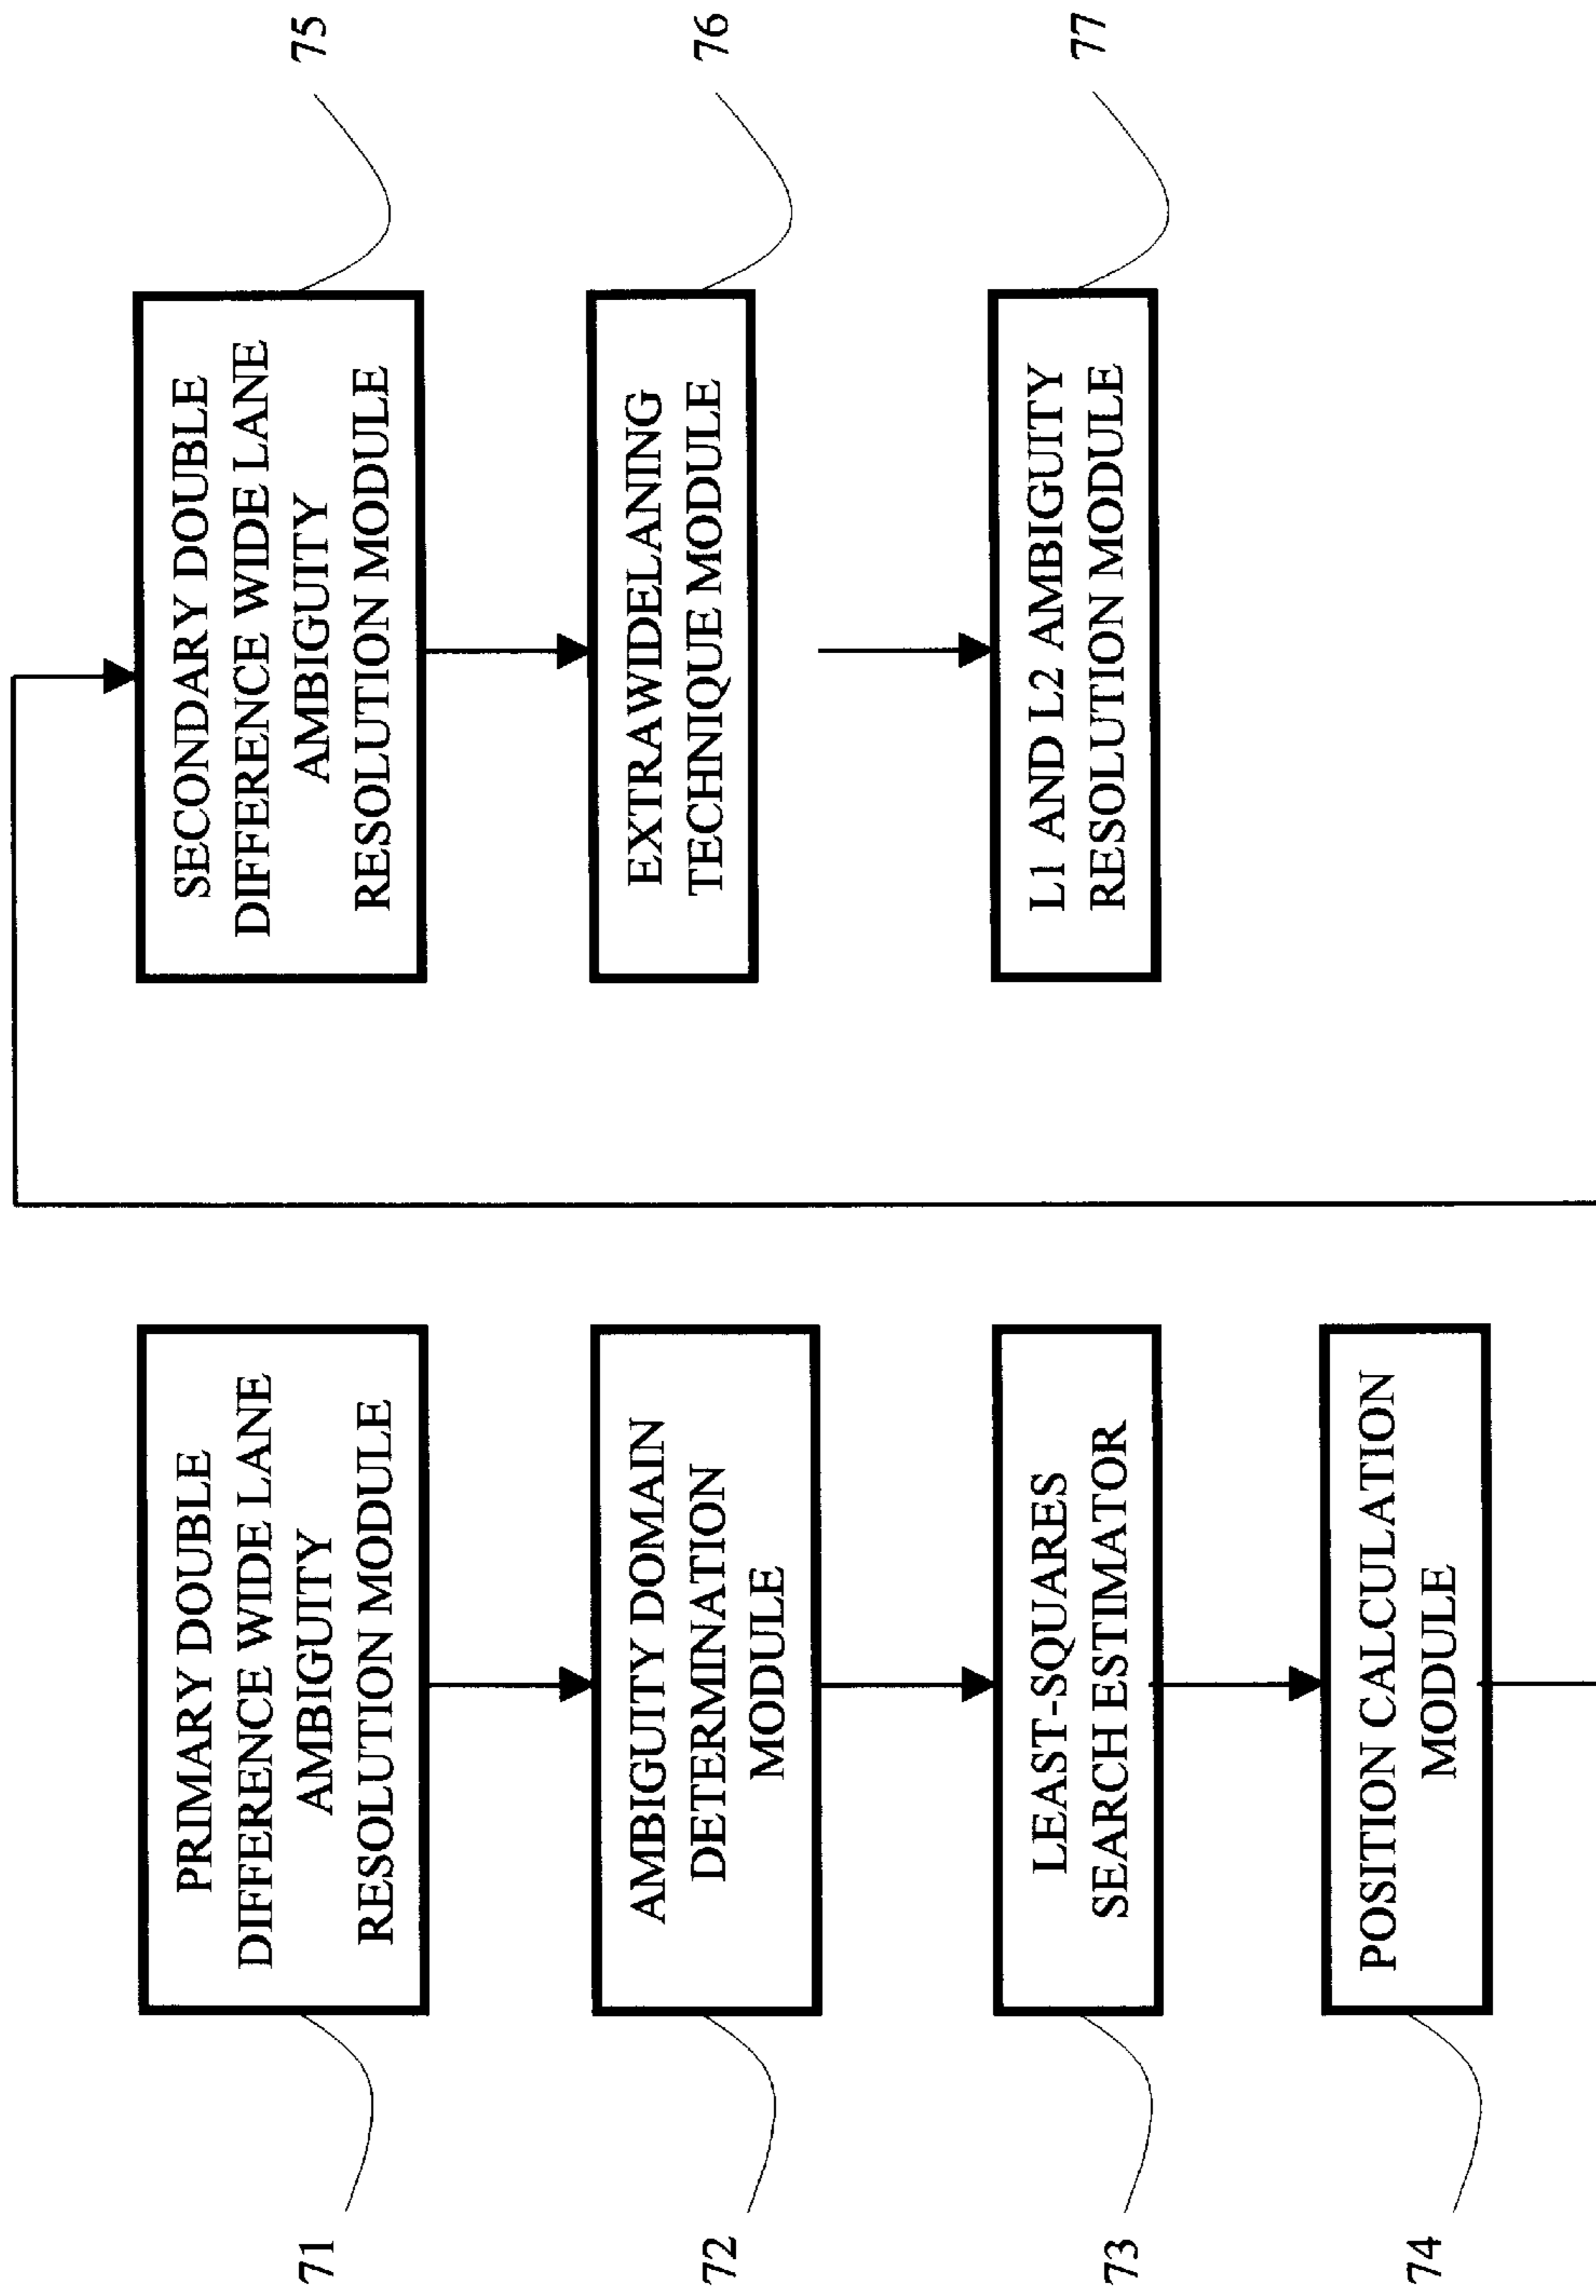 PRIMARY DOUBLE
DIFFERENCE WIDE LANE
AMBIGUITY
RESOLUTION MODULE
71
AMBIGUITY DOMAIN
DETERMINATION
MODULE
72
LEAST-SQUARES
SEARCH ESTIMATOR
73
POSITION CALCULATION
MODULE
74
SECONDARY DOUBLE
DIFFERENCE WIDE LANE
AMBIGUITY
RESOLUTION MODULE
75
EXTRAWIDELANING
TECHNIQUE MODULE
76
L1 AND L2 AMBIGUITY
RESOLUTION MODULE
77